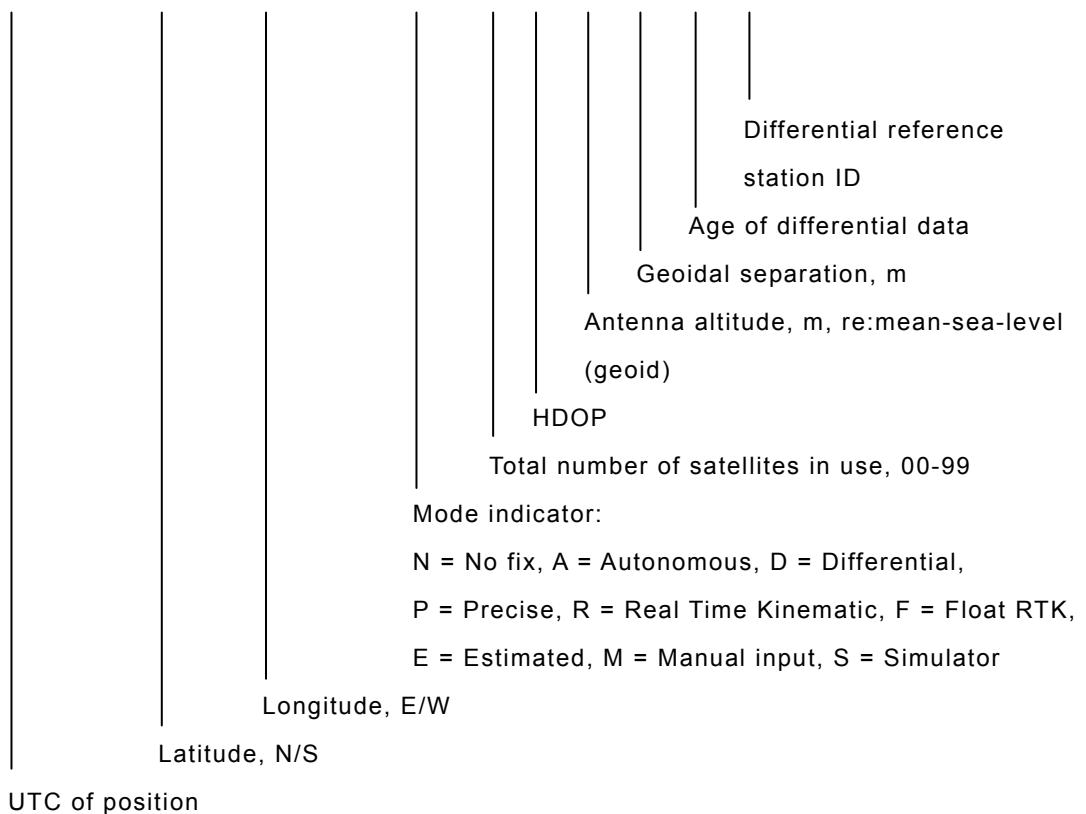 Differential reference
station ID
Age of differential data
Geoidal separation, m
Antenna altitude, m, re:mean-sea-level
(geoid)
HDOP
Total number of satellites in use, 00-99
Mode indicator:
N = No fix, A = Autonomous, D = Differential,
P = Precise, R = Real Time Kinematic, F = Float RTK,
E = Estimated, M = Manual input, S = Simulator
Longitude, E/W
Latitude, N/S
UTC of position